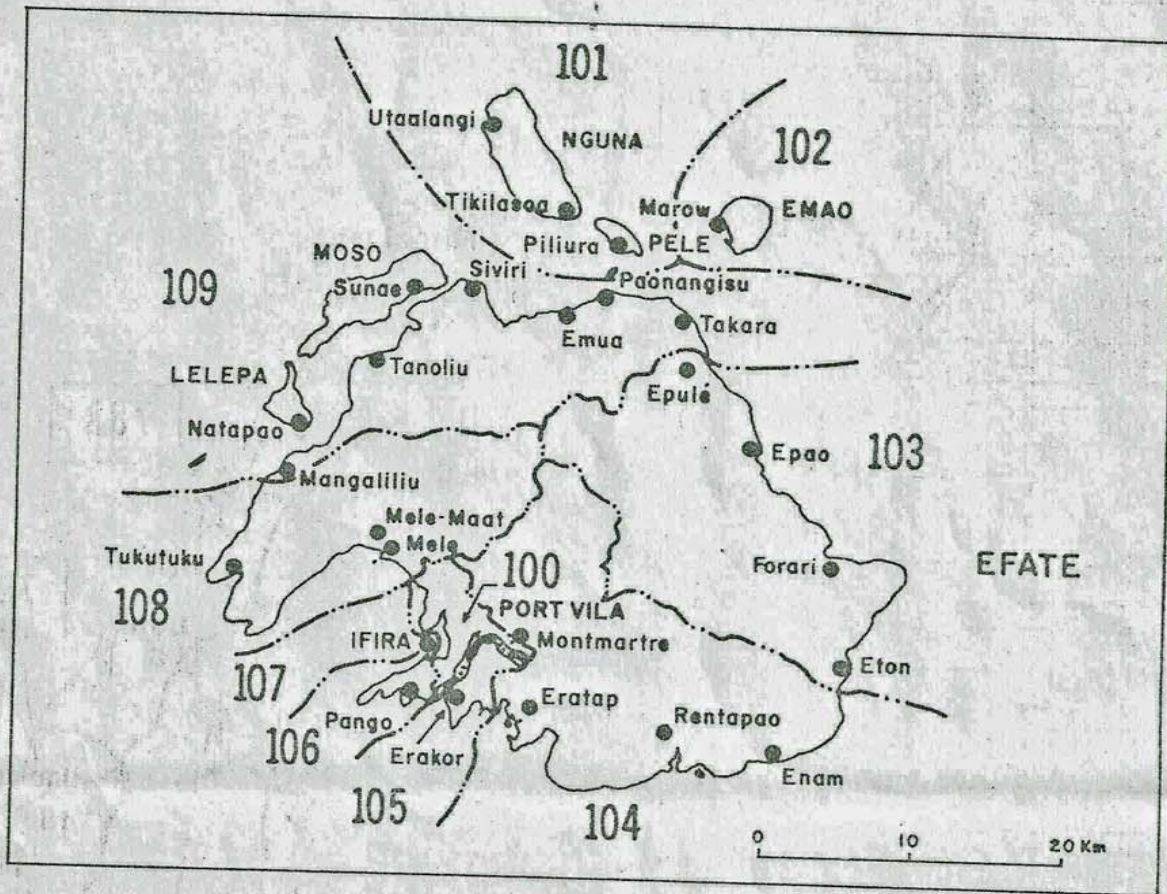 101
Utaalangi
NGUNA
102
Tikilasoa
Marow
EMAO
Piliura
PELE
MOSO
Siviri
Paonangisu
109
Sunae
Takara
Emua
Tanoliu
LELEPA
Epulé
Natapao
Epao
103
Mangaliliu
Mele-Maat
Mele
100
Tukutuku
Forari
EFATE
108
PORT VILA
IFIRA
Montmartre
107
Eton
Eratap
Pango
Rentapao
106
Erakor
Enam
105
104
0 10 20 Km